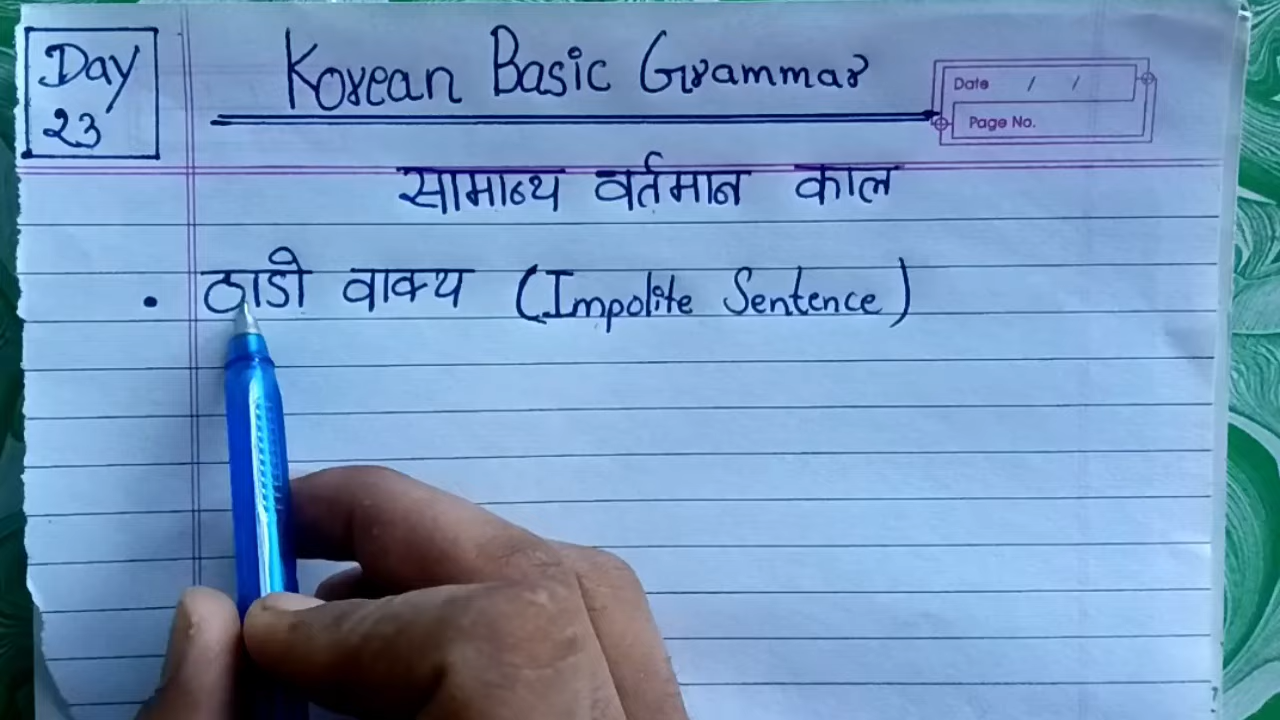 Day
23
Korean Basic Grammar
Date / /
Page No.
सामान्य वर्तमान काल
• ठाडो वाक्य (Impolite Sentence)